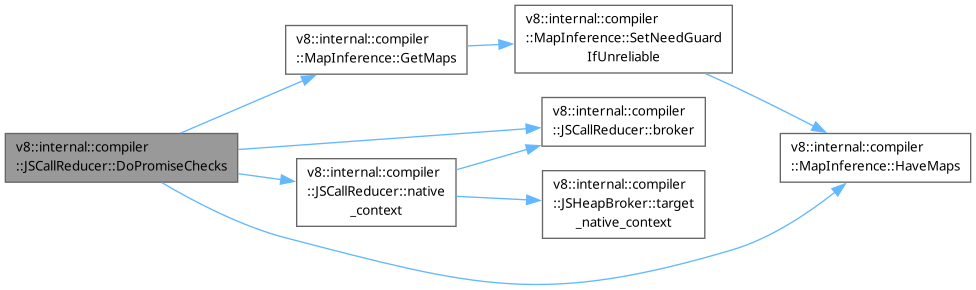 v8::internal::compiler
::JSCallReducer::DoPromiseChecks
v8::internal::compiler
::MapInference::GetMaps
v8::internal::compiler
::MapInference::SetNeedGuard
IfUnreliable
v8::internal::compiler
::JSCallReducer::broker
v8::internal::compiler
::JSCallReducer::native
_context
v8::internal::compiler
::JSHeapBroker::target
_native_context
v8::internal::compiler
::MapInference::HaveMaps